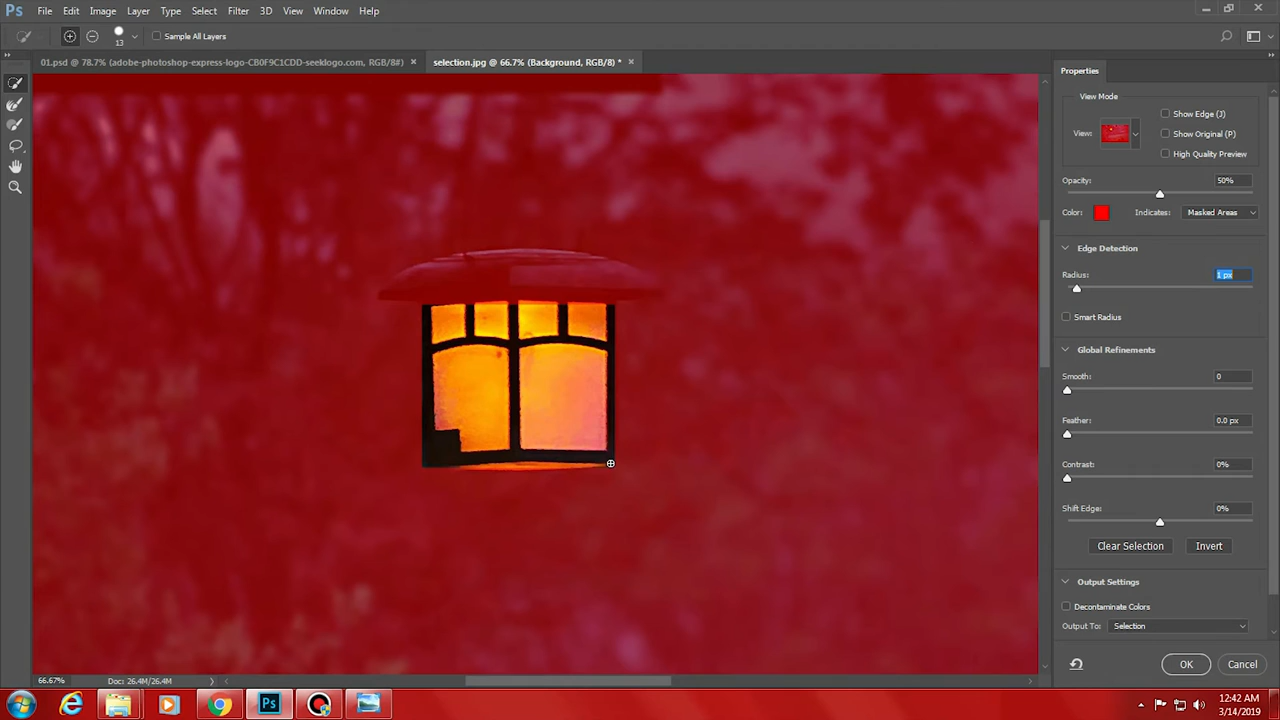 Ps File Edit Image Layer Type Select Filter 3D View Window Help
13 Sample All Layers
01.psd @ 78.7% (adobe-photoshop-express-logo-CB0F9C1CDD-seeklogo.com, RGB/8#) × selection.jpg @ 66.7% (Background, RGB/8) * ×
Properties
View Mode
Show Edge (J)
View: Show Original (P)
High Quality Preview
Opacity: 50%
Color: Indicates: Masked Areas
Edge Detection
Radius: 1 px
Smart Radius
Global Refinements
Smooth: 0
Feather: 0.0 px
Contrast: 0%
Shift Edge: 0%
Clear Selection Invert
Output Settings
Decontaminate Colors
Output To: Selection
OK Cancel
66.67% Doc: 26.4M/26.4M
Ps
12:42 AM
3/14/2019